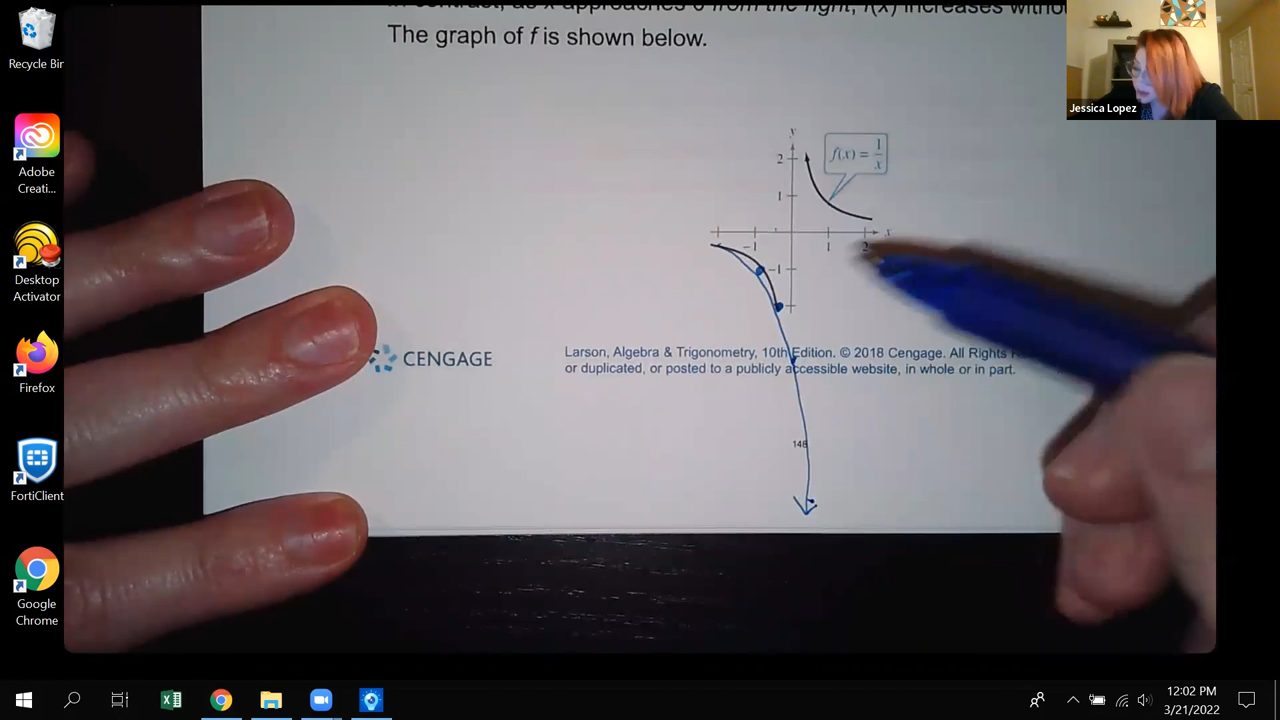 The graph of f is shown below.
Jessica Lopez
y
2
f(x) = 1/x
1
x
-1
1
2
-1
CENGAGE
Larson, Algebra & Trigonometry, 10th Edition. © 2018 Cengage. All Rights
or duplicated, or posted to a publicly accessible website, in whole or in part.
146
Recycle Bin
Adobe
Creati...
Desktop
Activator
Firefox
FortiClient
Google
Chrome
12:02 PM
3/21/2022